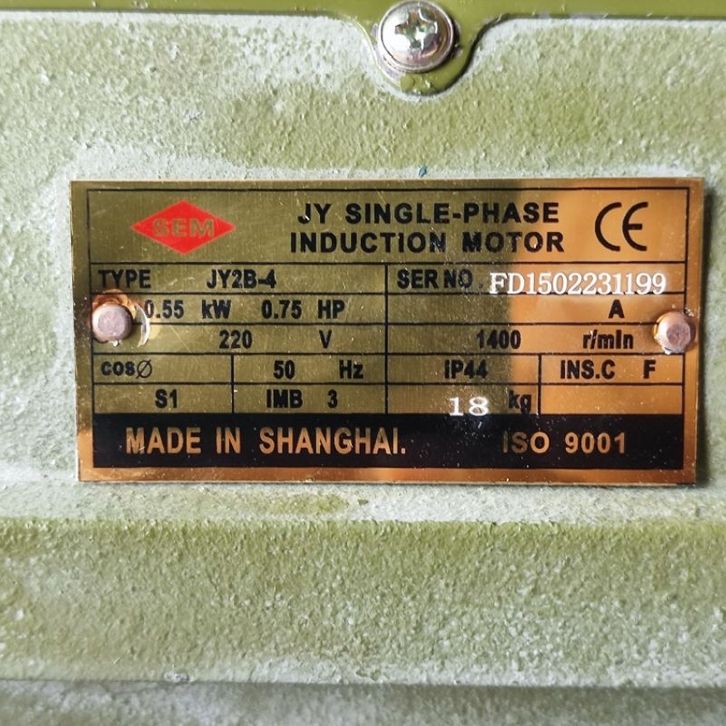 SEM
JY SINGLE-PHASE
INDUCTION MOTOR
CE
TYPE JY2B-4 SER NO. FD1502231199
0.55 kW 0.75 HP A
220 V 1400 r/min
cosø 50 Hz IP44 INS.C F
S1 IMB 3 18 kg
MADE IN SHANGHAI. ISO 9001